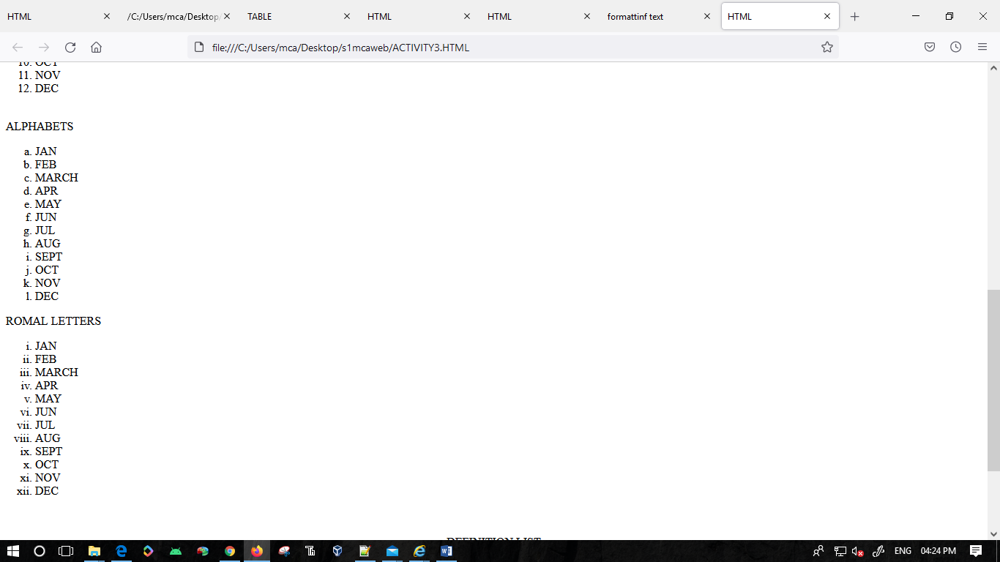 HTML
/C:/Users/mca/Desktop/
TABLE
HTML
HTML
formattinf text
HTML
file:///C:/Users/mca/Desktop/s1mcaweb/ACTIVITY3.HTML
10. OCT
11. NOV
12. DEC
ALPHABETS
a. JAN
b. FEB
c. MARCH
d. APR
e. MAY
f. JUN
g. JUL
h. AUG
i. SEPT
j. OCT
k. NOV
l. DEC
ROMAL LETTERS
i. JAN
ii. FEB
iii. MARCH
iv. APR
v. MAY
vi. JUN
vii. JUL
viii. AUG
ix. SEPT
x. OCT
xi. NOV
xii. DEC
DEFINITION LIST
ENG
04:24 PM